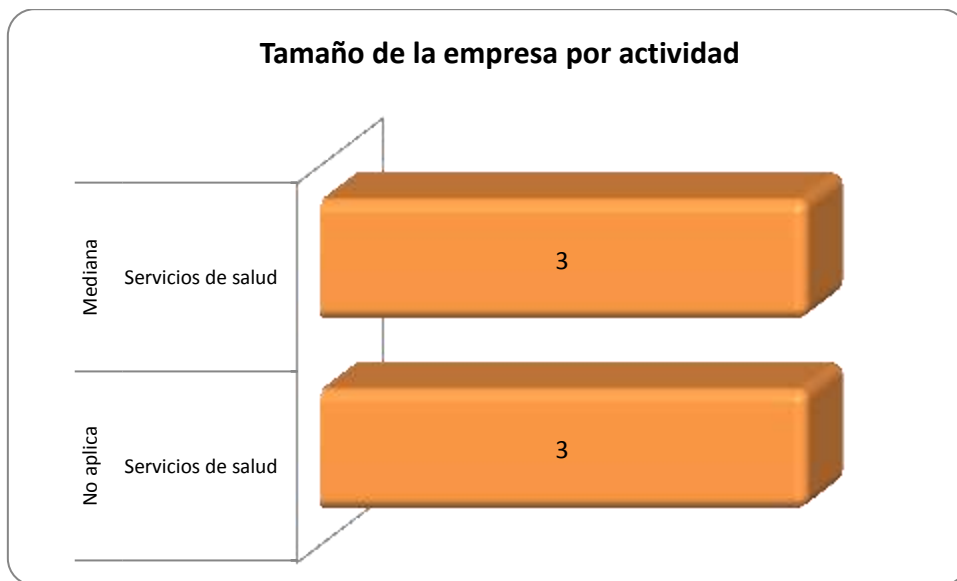 Tamaño de la empresa por actividad
Mediana
Servicios de salud
3
No aplica
Servicios de salud
3